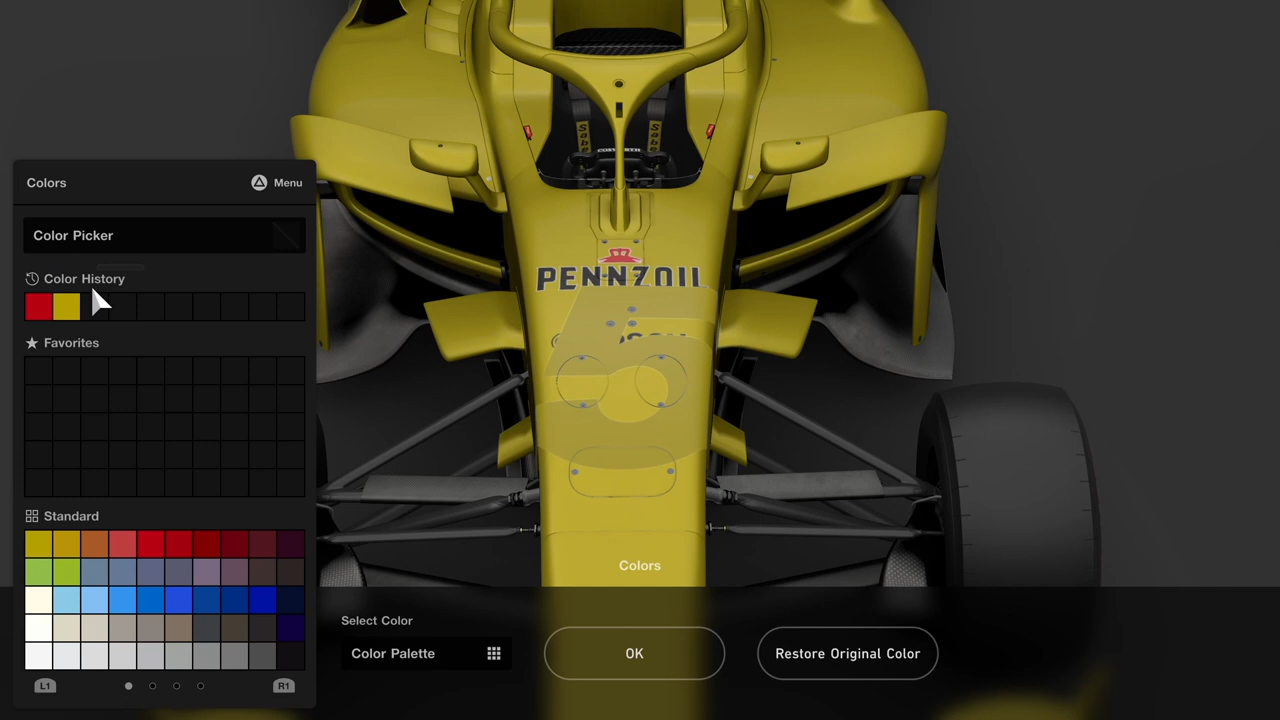 Colors
Menu
Color Picker
Color History
Favorites
Standard
L1
R1
PENNZOIL
5
Colors
Select Color
Color Palette
OK
Restore Original Color